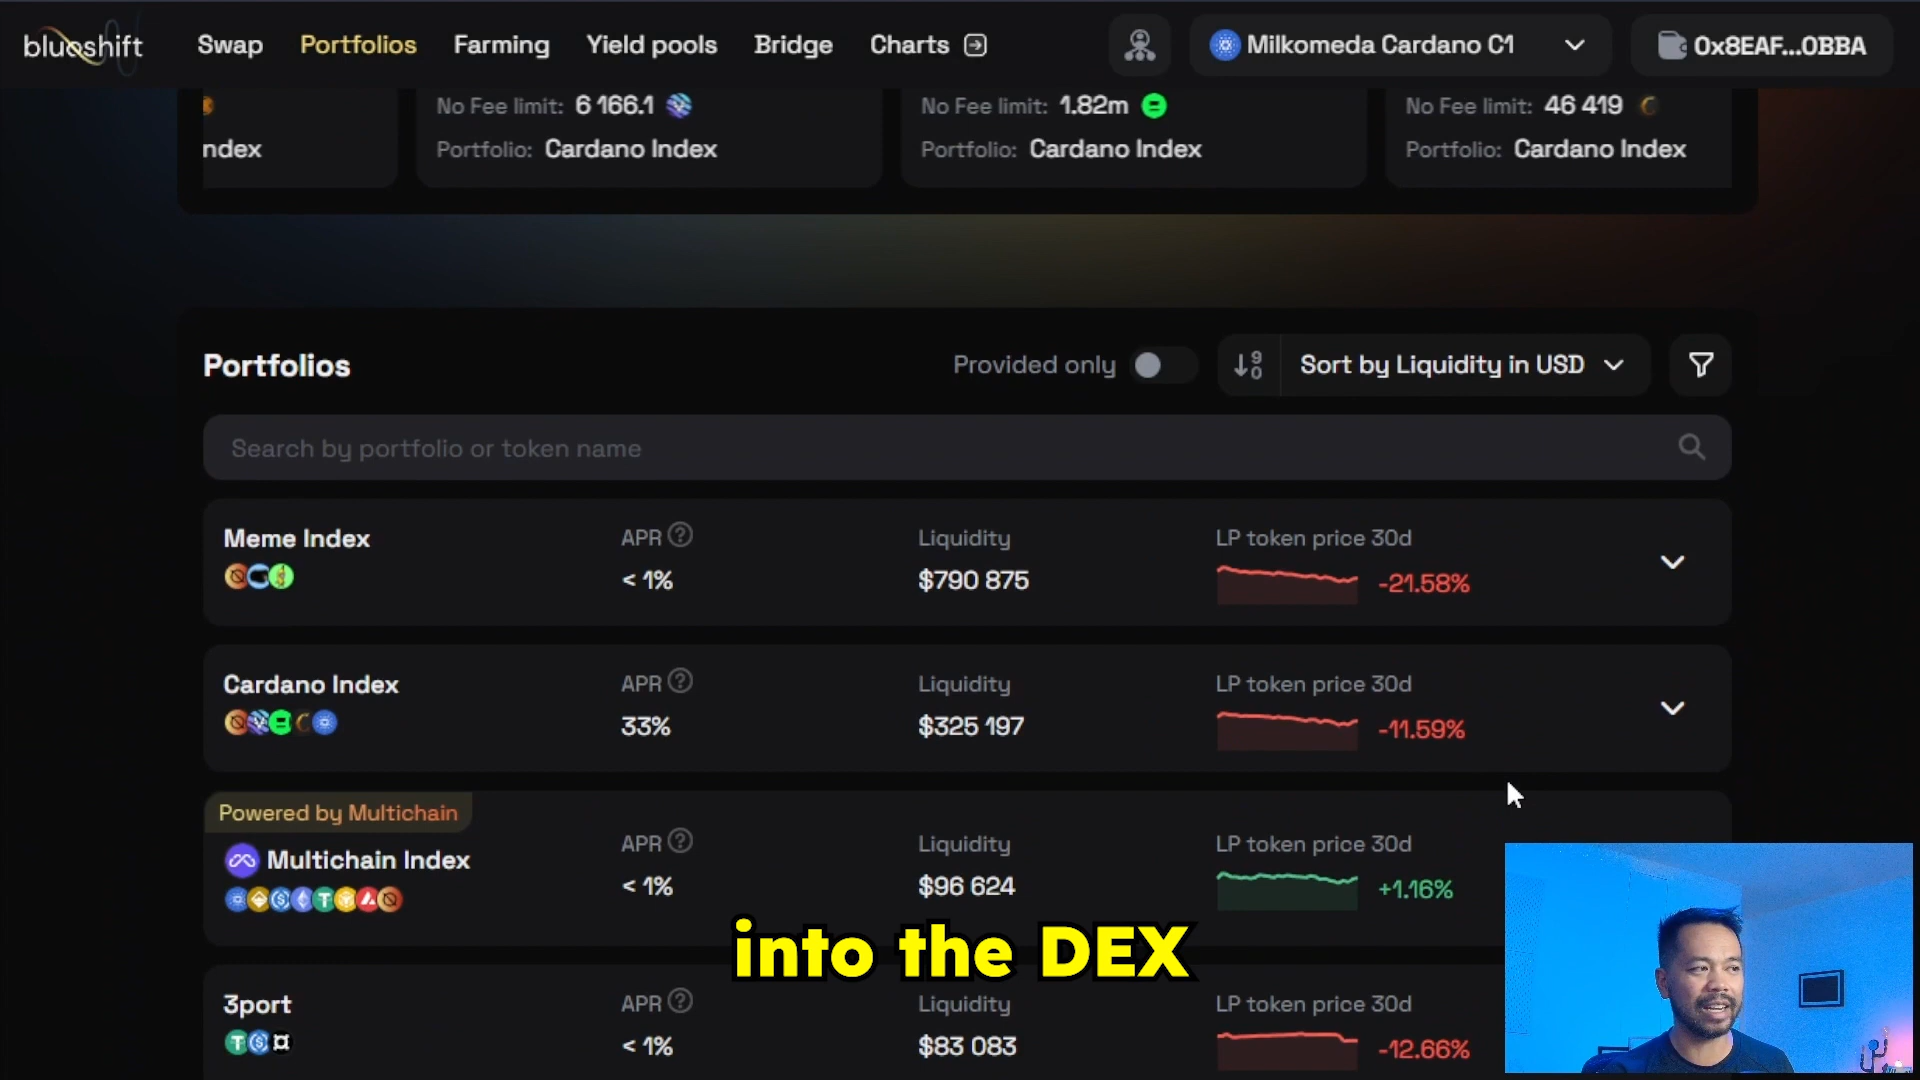 blueshift Swap Portfolios Farming Yield pools Bridge Charts Milkomeda Cardano C1 0x8EAF...0BBA
No Fee limit: 6 166.1 No Fee limit: 1.82m No Fee limit: 46 419
ndex Portfolio: Cardano Index Portfolio: Cardano Index Portfolio: Cardano Index
Portfolios Provided only Sort by Liquidity in USD
Search by portfolio or token name
Meme Index APR ? Liquidity LP token price 30d
< 1% $790 875 -21.58%
Cardano Index APR ? Liquidity LP token price 30d
33% $325 197 -11.59%
Powered by Multichain
Multichain Index APR ? Liquidity LP token price 30d
< 1% $96 624 +1.16%
into the DEX
3port APR ? Liquidity LP token price 30d
< 1% $83 083 -12.66%